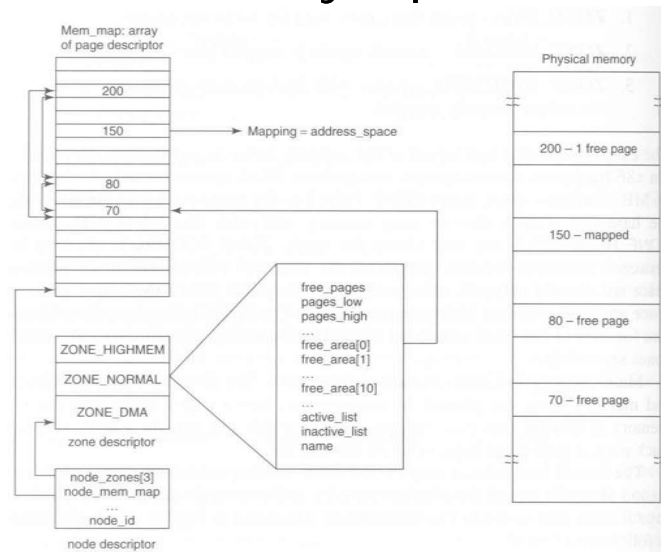 Mem_map: array
of page descriptor
200
150
80
70
Mapping = address_space
Physical memory
200 – 1 free page
150 – mapped
80 – free page
70 – free page
ZONE_HIGHMEM
ZONE_NORMAL
ZONE_DMA
zone descriptor
free_pages
pages_low
pages_high
...
free_area[0]
free_area[1]
...
free_area[10]
...
active_list
inactive_list
name
node_zones[3]
node_mem_map
...
node_id
node descriptor